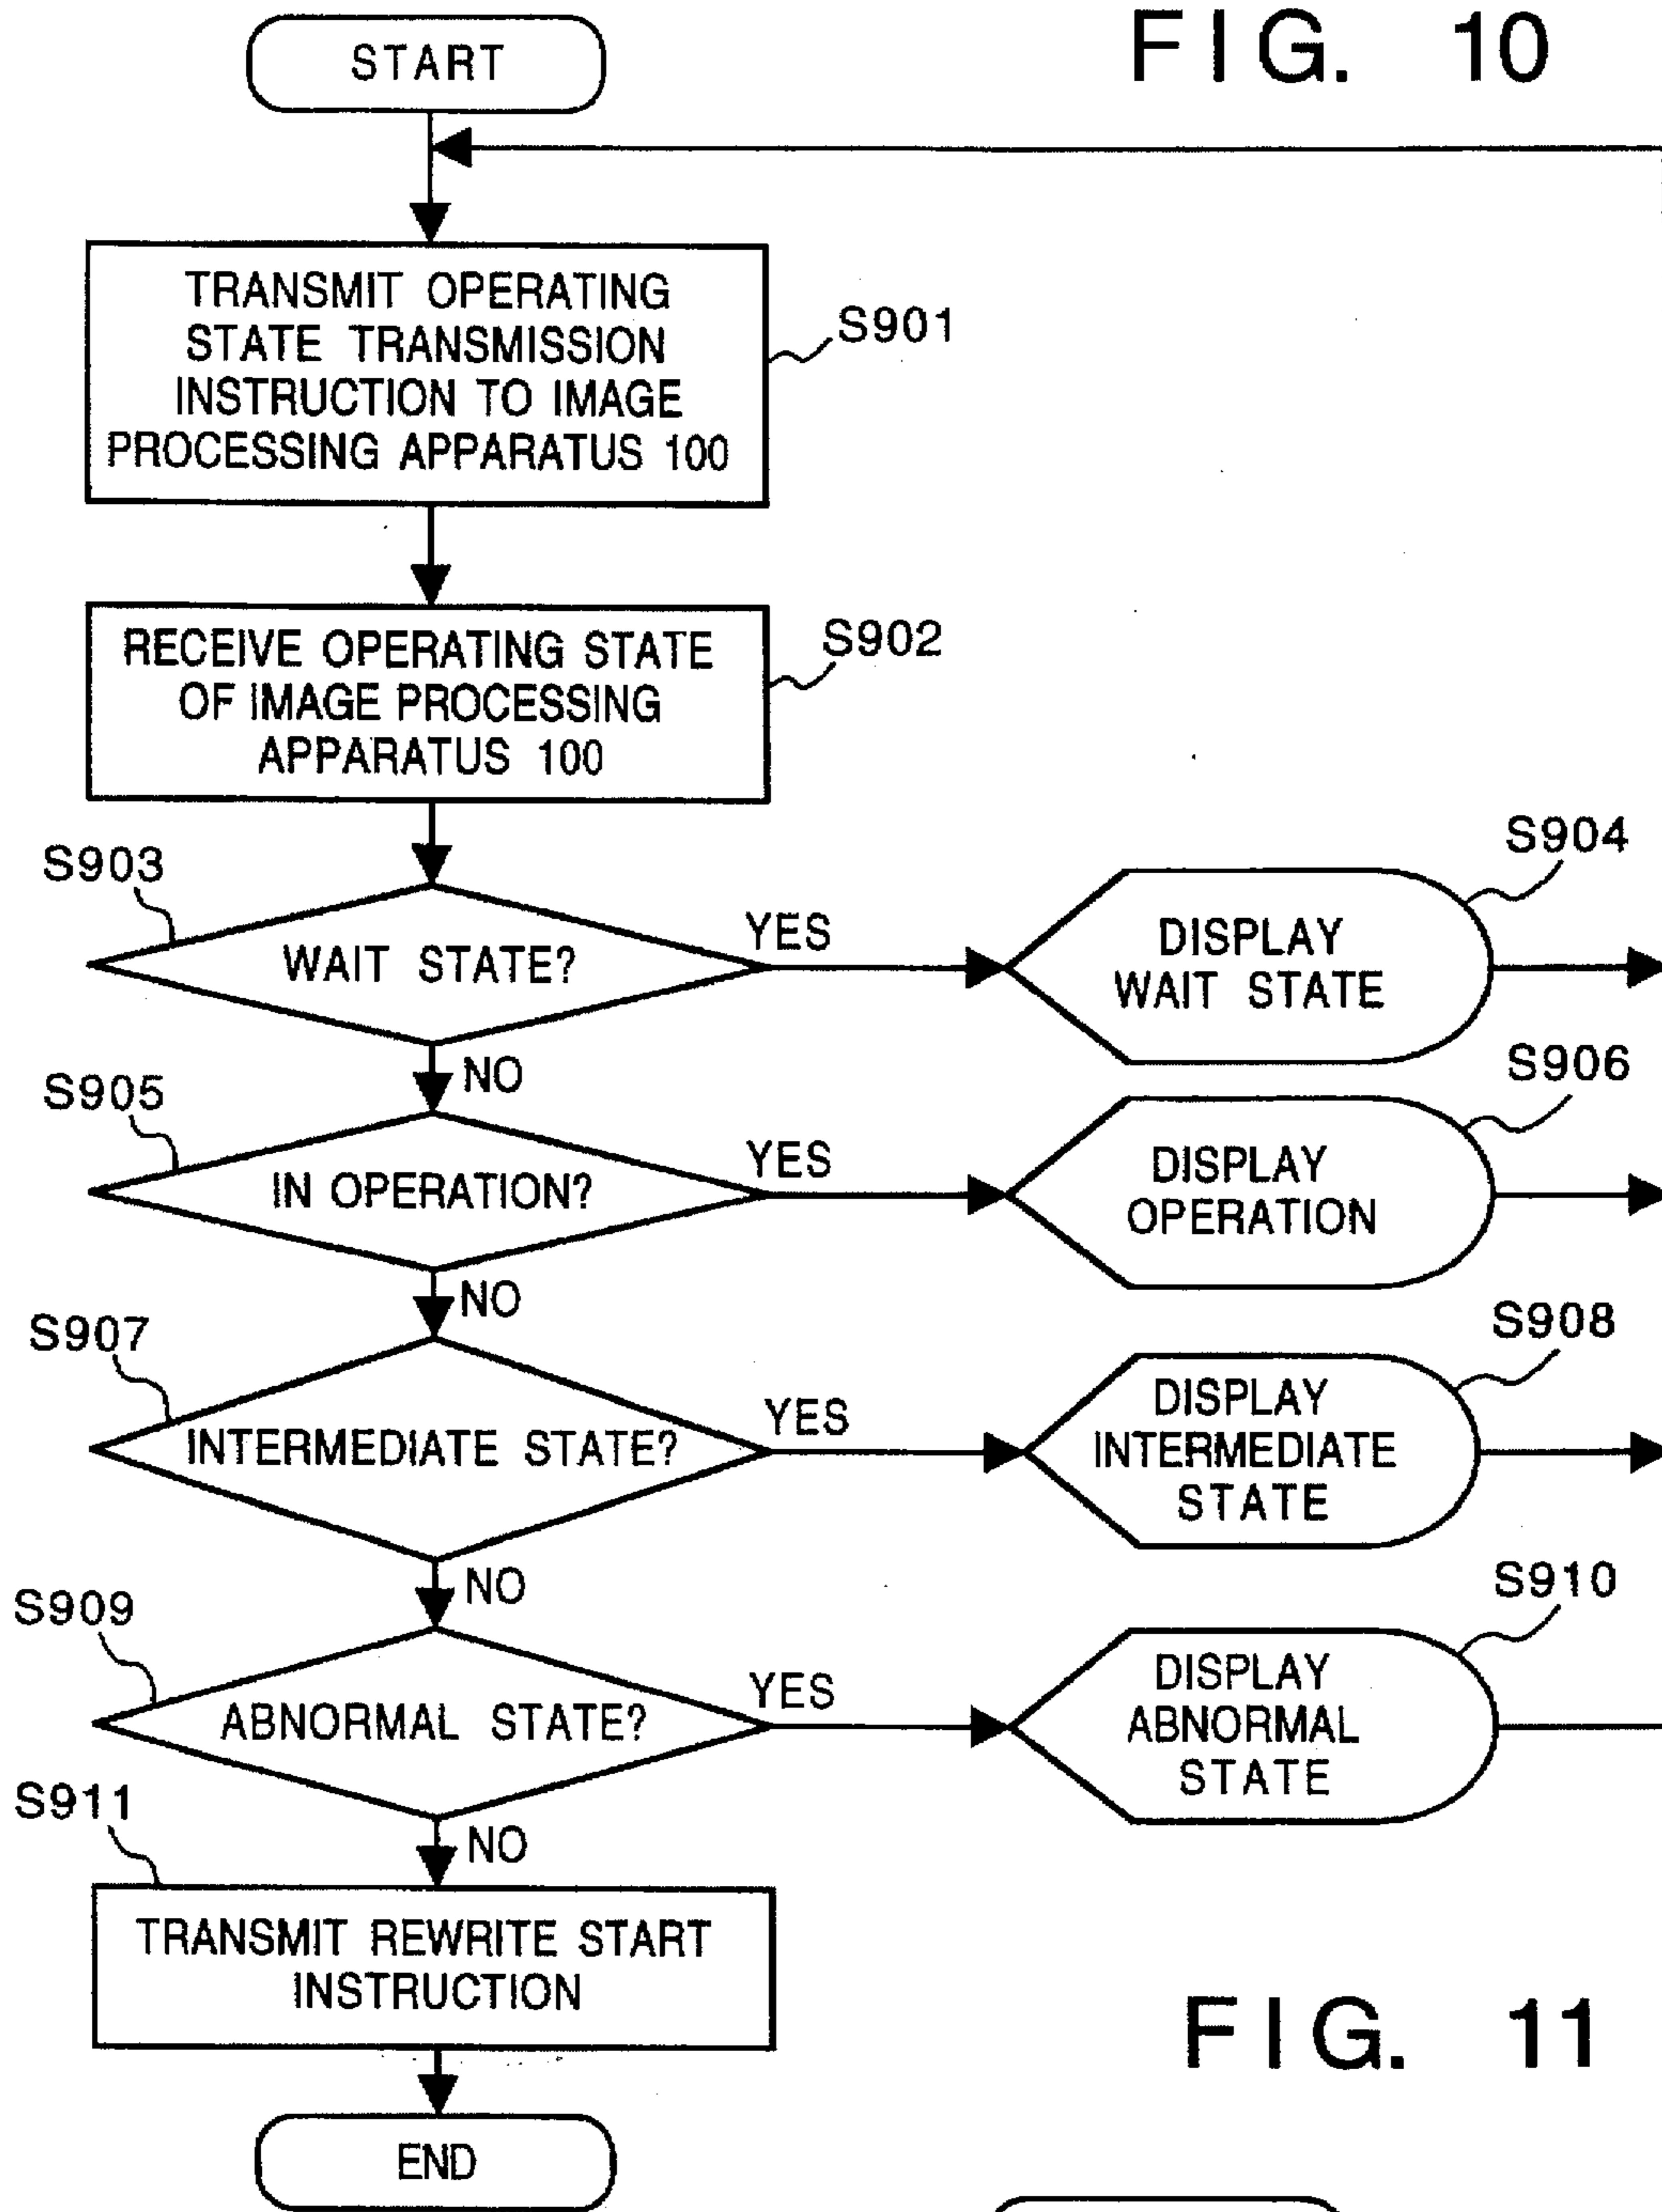 FIG. 10
START
TRANSMIT OPERATING
STATE TRANSMISSION
INSTRUCTION TO IMAGE
PROCESSING APPARATUS 100
S901
RECEIVE OPERATING STATE
OF IMAGE PROCESSING
APPARATUS 100
S902
S903
WAIT STATE?
YES
NO
S904
DISPLAY
WAIT STATE
S905
IN OPERATION?
YES
NO
S906
DISPLAY
OPERATION
S907
INTERMEDIATE STATE?
YES
NO
S908
DISPLAY
INTERMEDIATE
STATE
S909
ABNORMAL STATE?
YES
NO
S910
DISPLAY
ABNORMAL
STATE
S911
TRANSMIT REWRITE START
INSTRUCTION
END
FIG. 11